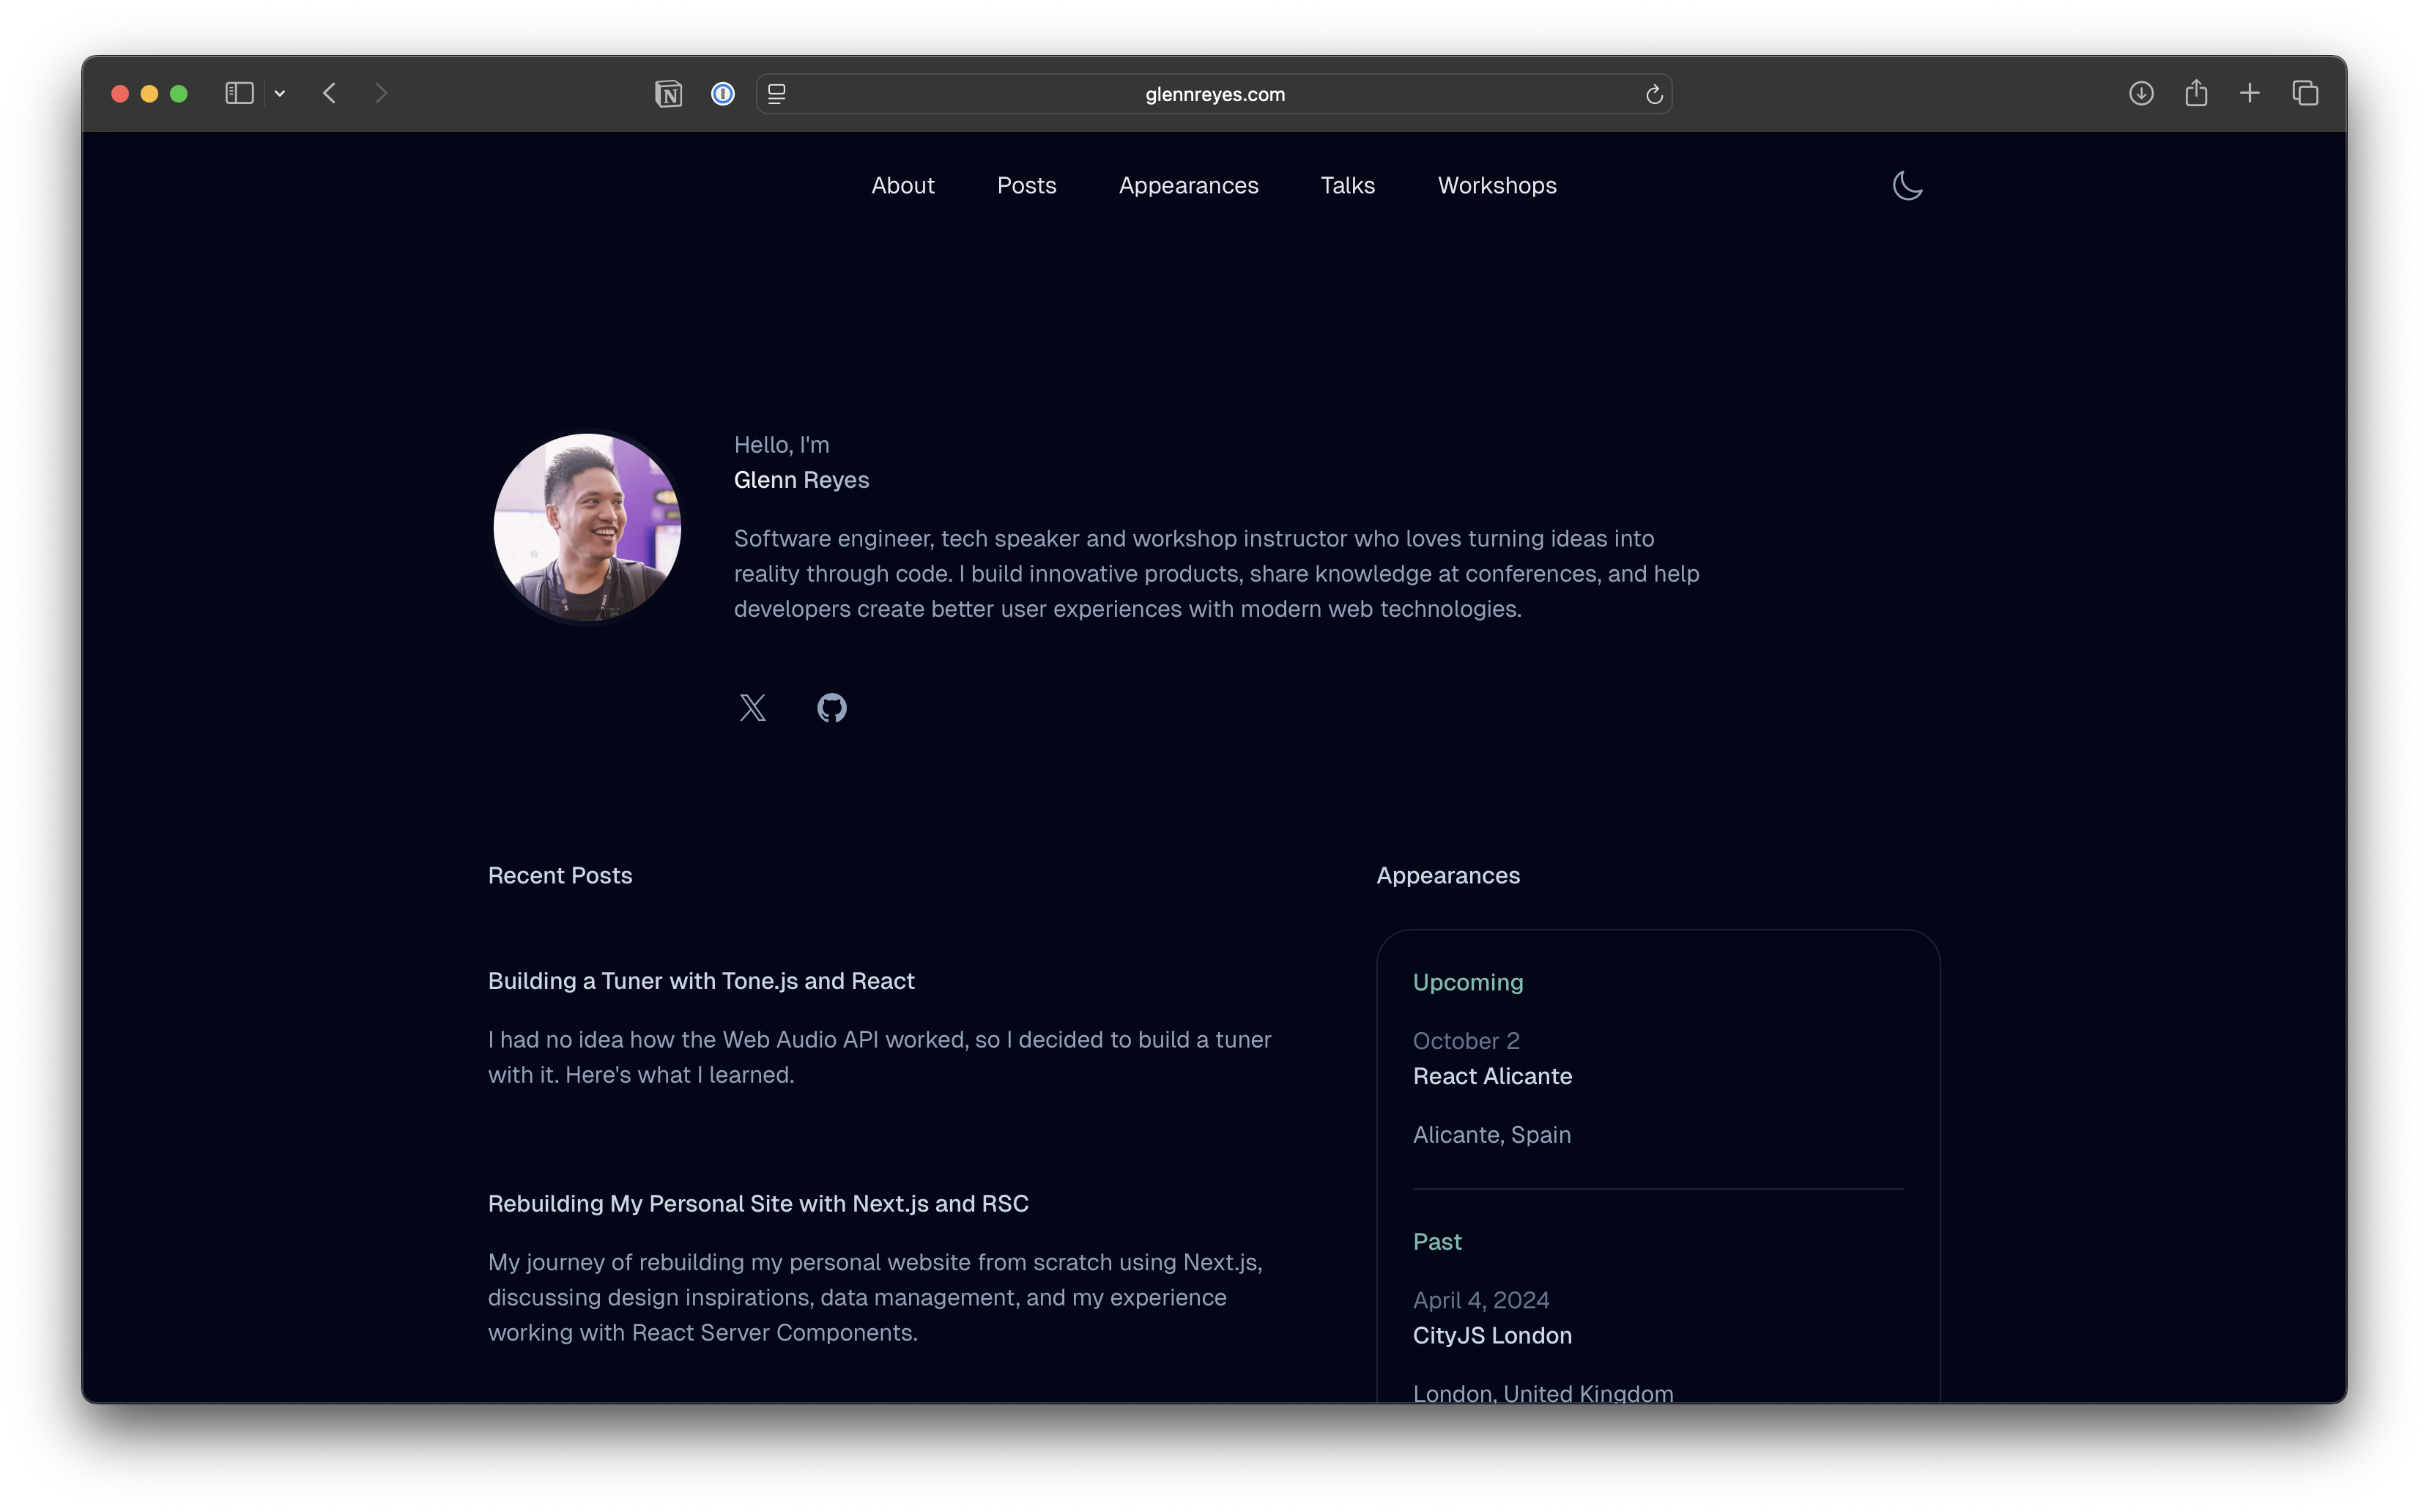 glennreyes.com
About
Posts
Appearances
Talks
Workshops
Hello, I'm
Glenn Reyes
Software engineer, tech speaker and workshop instructor who loves turning ideas into
reality through code. I build innovative products, share knowledge at conferences, and help
developers create better user experiences with modern web technologies.
Recent Posts
Building a Tuner with Tone.js and React
I had no idea how the Web Audio API worked, so I decided to build a tuner
with it. Here's what I learned.
Rebuilding My Personal Site with Next.js and RSC
My journey of rebuilding my personal website from scratch using Next.js,
discussing design inspirations, data management, and my experience
working with React Server Components.
Appearances
Upcoming
October 2
React Alicante
Alicante, Spain
Past
April 4, 2024
CityJS London
London, United Kingdom